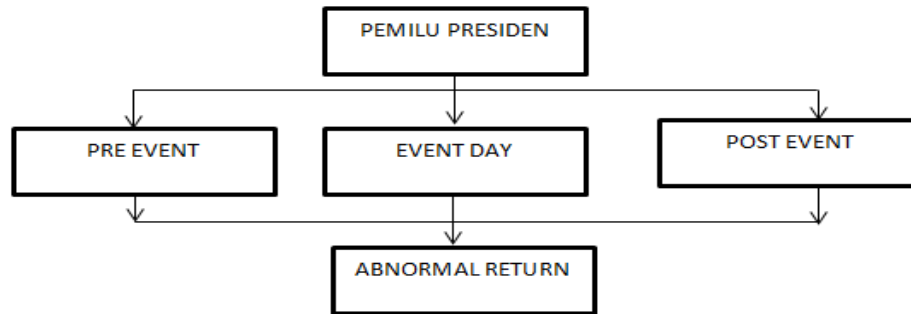 PEMILU PRESIDEN
PRE EVENT
EVENT DAY
POST EVENT
ABNORMAL RETURN